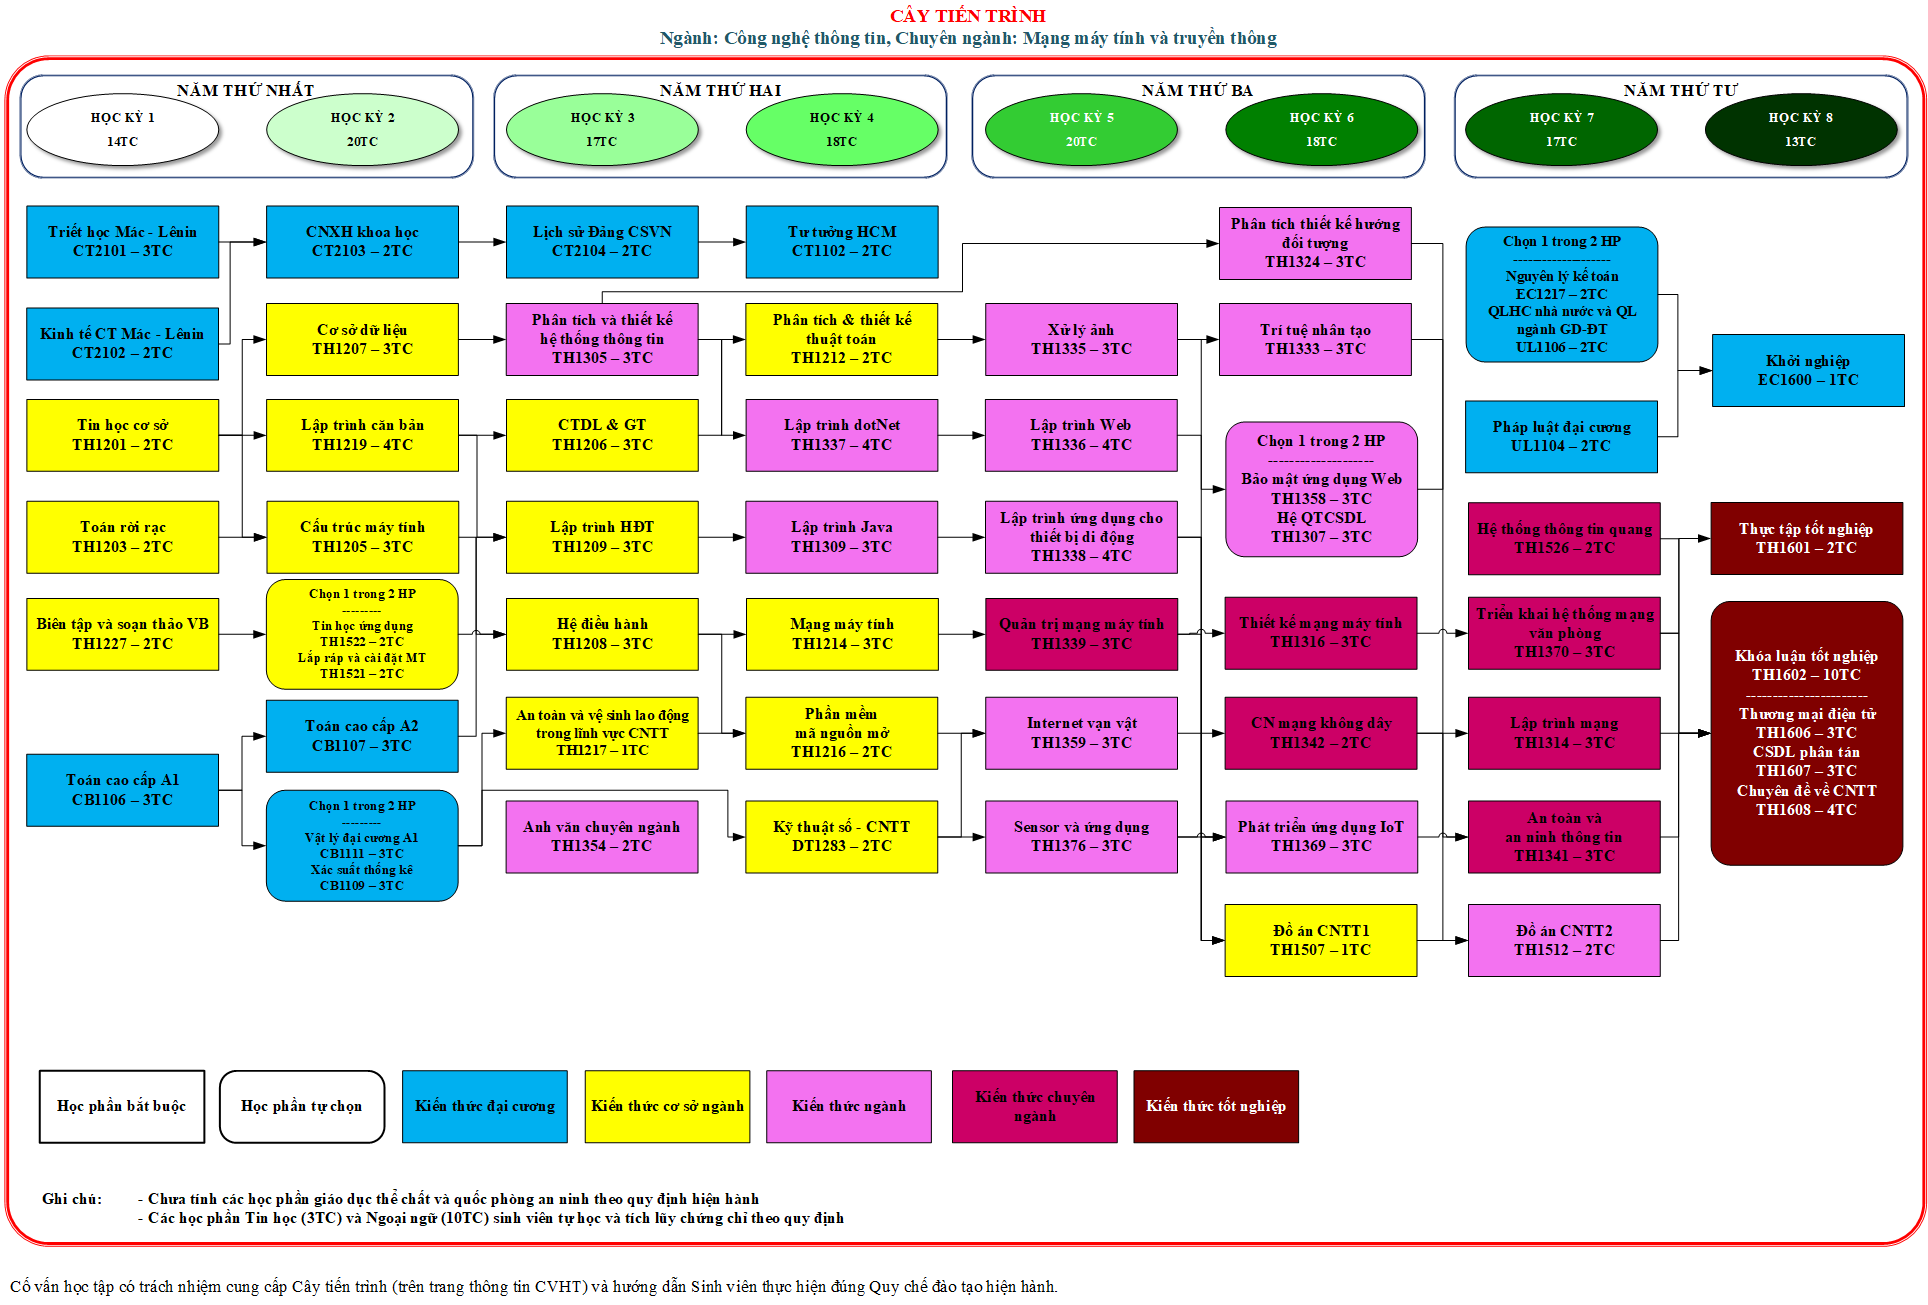 CÂY TIẾN TRÌNH
Ngành: Công nghệ thông tin, Chuyên ngành: Mạng máy tính và truyền thông
NĂM THỨ NHẤT
HỌC KỲ 1
14TC
HỌC KỲ 2
20TC
NĂM THỨ HAI
HỌC KỲ 3
17TC
HỌC KỲ 4
18TC
NĂM THỨ BA
HỌC KỲ 5
20TC
HỌC KỲ 6
18TC
NĂM THỨ TƯ
HỌC KỲ 7
17TC
HỌC KỲ 8
13TC
Triết học Mác - Lênin
CT2101 – 3TC
Kinh tế CT Mác - Lênin
CT2102 – 2TC
Tin học cơ sở
TH1201 – 2TC
Toán rời rạc
TH1203 – 2TC
Biên tập và soạn thảo VB
TH1227 – 2TC
Toán cao cấp A1
CB1106 – 3TC
CNXH khoa học
CT2103 – 2TC
Cơ sở dữ liệu
TH1207 – 3TC
Lập trình căn bản
TH1219 – 4TC
Cấu trúc máy tính
TH1205 – 3TC
Chọn 1 trong 2 HP
---------
Tin học ứng dụng
TH1522 – 2TC
Lắp ráp và cài đặt MT
TH1521 – 2TC
Toán cao cấp A2
CB1107 – 3TC
Chọn 1 trong 2 HP
---------
Vật lý đại cương A1
CB1111 – 3TC
Xác suất thống kê
CB1109 – 3TC
Lịch sử Đảng CSVN
CT2104 – 2TC
Phân tích và thiết kế
hệ thống thông tin
TH1305 – 3TC
CTDL & GT
TH1206 – 3TC
Lập trình HĐT
TH1209 – 3TC
Hệ điều hành
TH1208 – 3TC
An toàn và vệ sinh lao động
trong lĩnh vực CNTT
TH1217 – 1TC
Anh văn chuyên ngành
TH1354 – 2TC
Tư tưởng HCM
CT1102 – 2TC
Phân tích & thiết kế
thuật toán
TH1212 – 2TC
Lập trình dotNet
TH1337 – 4TC
Lập trình Java
TH1309 – 3TC
Mạng máy tính
TH1214 – 3TC
Phần mềm
mã nguồn mở
TH1216 – 2TC
Kỹ thuật số - CNTT
DT1283 – 2TC
Xử lý ảnh
TH1335 – 3TC
Lập trình Web
TH1336 – 4TC
Lập trình ứng dụng cho
thiết bị di động
TH1338 – 4TC
Quản trị mạng máy tính
TH1339 – 3TC
Internet vạn vật
TH1359 – 3TC
Sensor và ứng dụng
TH1376 – 3TC
Phân tích thiết kế hướng
đối tượng
TH1324 – 3TC
Trí tuệ nhân tạo
TH1333 – 3TC
Chọn 1 trong 2 HP
--------------------
Bảo mật ứng dụng Web
TH1358 – 3TC
Hệ QTCSDL
TH1307 – 3TC
Thiết kế mạng máy tính
TH1316 – 3TC
CN mạng không dây
TH1342 – 2TC
Phát triển ứng dụng IoT
TH1369 – 3TC
Đồ án CNTT1
TH1507 – 1TC
Chọn 1 trong 2 HP
--------------------
Nguyên lý kế toán
EC1217 – 2TC
QLHC nhà nước và QL
ngành GD-ĐT
UL1106 – 2TC
Pháp luật đại cương
UL1104 – 2TC
Hệ thống thông tin quang
TH1526 – 2TC
Triển khai hệ thống mạng
văn phòng
TH1370 – 3TC
Lập trình mạng
TH1314 – 3TC
An toàn và
an ninh thông tin
TH1341 – 3TC
Đồ án CNTT2
TH1512 – 2TC
Khởi nghiệp
EC1600 – 1TC
Thực tập tốt nghiệp
TH1601 – 2TC
Khóa luận tốt nghiệp
TH1602 – 10TC
-----------------------
Thương mại điện tử
TH1606 – 3TC
CSDL phân tán
TH1607 – 3TC
Chuyên đề về CNTT
TH1608 – 4TC
Học phần bắt buộc
Học phần tự chọn
Kiến thức đại cương
Kiến thức cơ sở ngành
Kiến thức ngành
Kiến thức chuyên
ngành
Kiến thức tốt nghiệp
Ghi chú: - Chưa tính các học phần giáo dục thể chất và quốc phòng an ninh theo quy định hiện hành
- Các học phần Tin học (3TC) và Ngoại ngữ (10TC) sinh viên tự học và tích lũy chứng chỉ theo quy định
Cố vấn học tập có trách nhiệm cung cấp Cây tiến trình (trên trang thông tin CVHT) và hướng dẫn Sinh viên thực hiện đúng Quy chế đào tạo hiện hành.